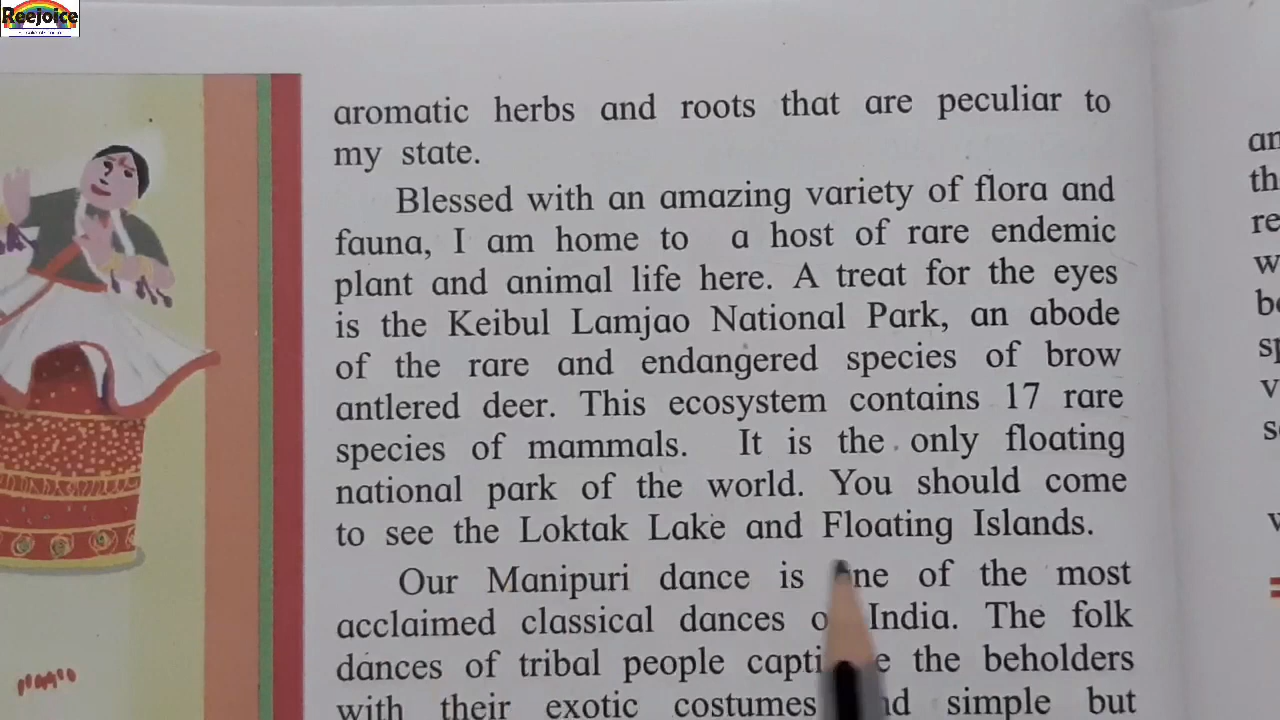 Reejoice
aromatic herbs and roots that are peculiar to
my state.
Blessed with an amazing variety of flora and
fauna, I am home to a host of rare endemic
plant and animal life here. A treat for the eyes
is the Keibul Lamjao National Park, an abode
of the rare and endangered species of brow
antlered deer. This ecosystem contains 17 rare
species of mammals. It is the only floating
national park of the world. You should come
to see the Loktak Lake and Floating Islands.
Our Manipuri dance is one of the most
acclaimed classical dances of India. The folk
dances of tribal people the beholders
with their exotic costumes and simple but